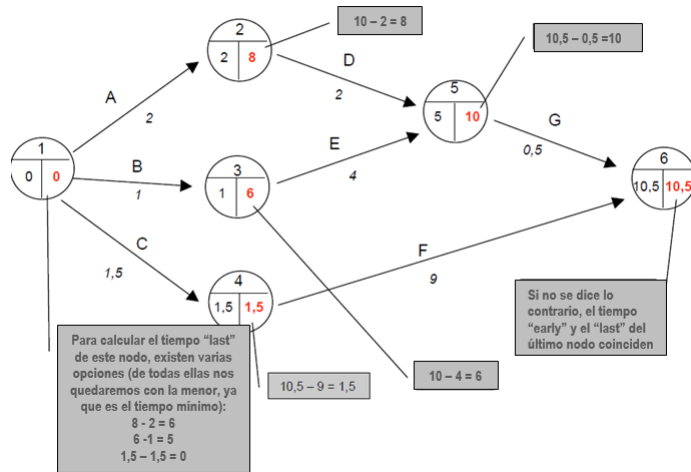 2
2 8
10 – 2 = 8
10,5 – 0,5 =10
A
2
D
2
5
5 10
1
0 0
B
1
E
4
G
0,5
3
1 6
6
10,5 10,5
C
1,5
F
9
4
1,5 1,5
Para calcular el tiempo “last”
de este nodo, existen varias
opciones (de todas ellas nos
quedaremos con la menor, ya
que es el tiempo mínimo):
8 - 2 = 6
6 -1 = 5
1,5 – 1,5 = 0
10,5 – 9 = 1,5
10 – 4 = 6
Si no se dice lo
contrario, el tiempo
“early” y el “last” del
último nodo coinciden